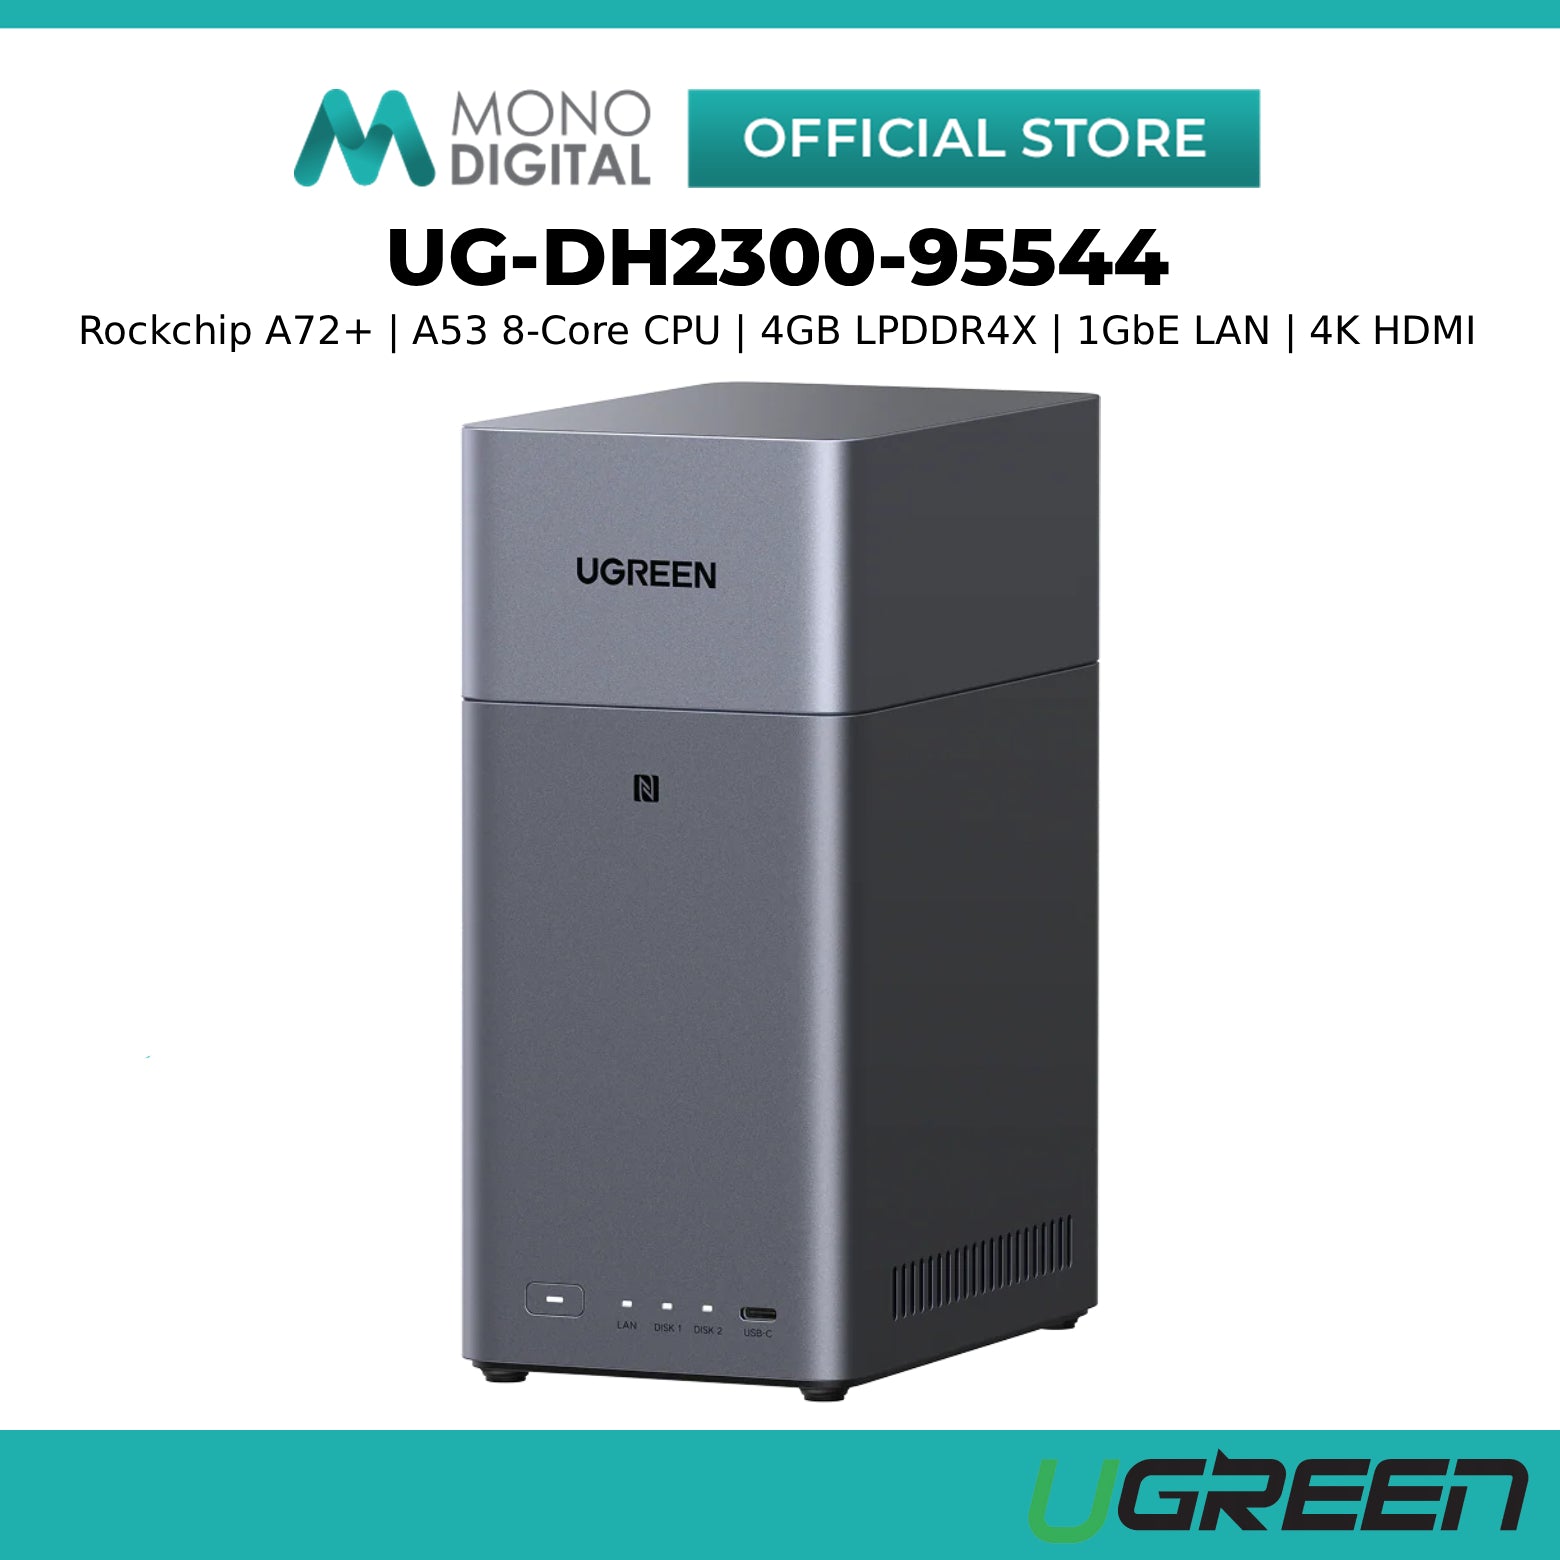 MONO
DIGITAL
OFFICIAL STORE
UG-DH2300-95544
Rockchip A72+ | A53 8-Core CPU | 4GB LPDDR4X | 1GbE LAN | 4K HDMI
UGREEN
LAN DISK 1 DISK 2 USB-C
UGREEN